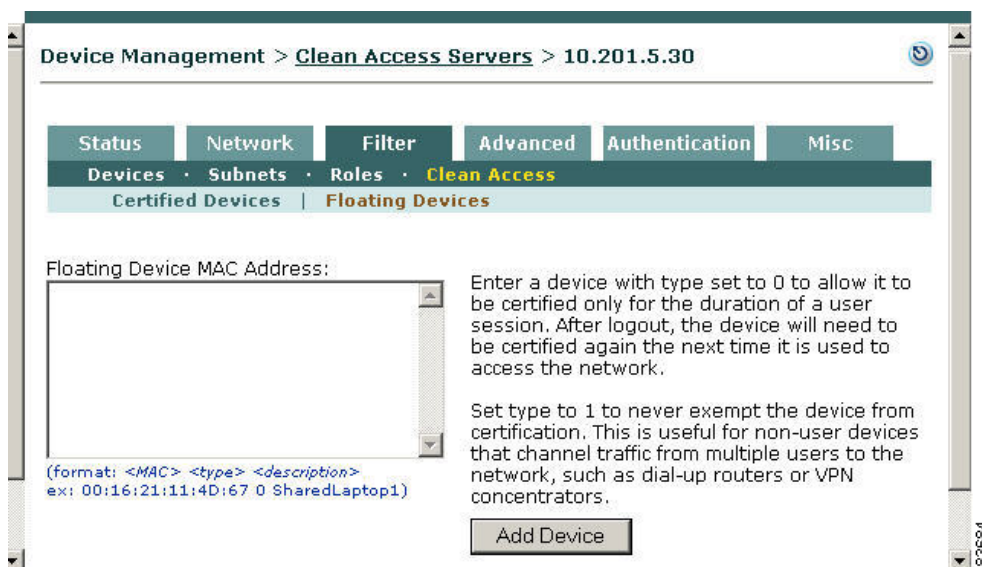 Device Management > Clean Access Servers > 10.201.5.30
Status Network Filter Advanced Authentication Misc
Devices · Subnets · Roles · Clean Access
Certified Devices | Floating Devices
Floating Device MAC Address:
(format: <MAC> <type> <description>
ex: 00:16:21:11:4D:67 0 SharedLaptop1)
Enter a device with type set to 0 to allow it to
be certified only for the duration of a user
session. After logout, the device will need to
be certified again the next time it is used to
access the network.
Set type to 1 to never exempt the device from
certification. This is useful for non-user devices
that channel traffic from multiple users to the
network, such as dial-up routers or VPN
concentrators.
Add Device